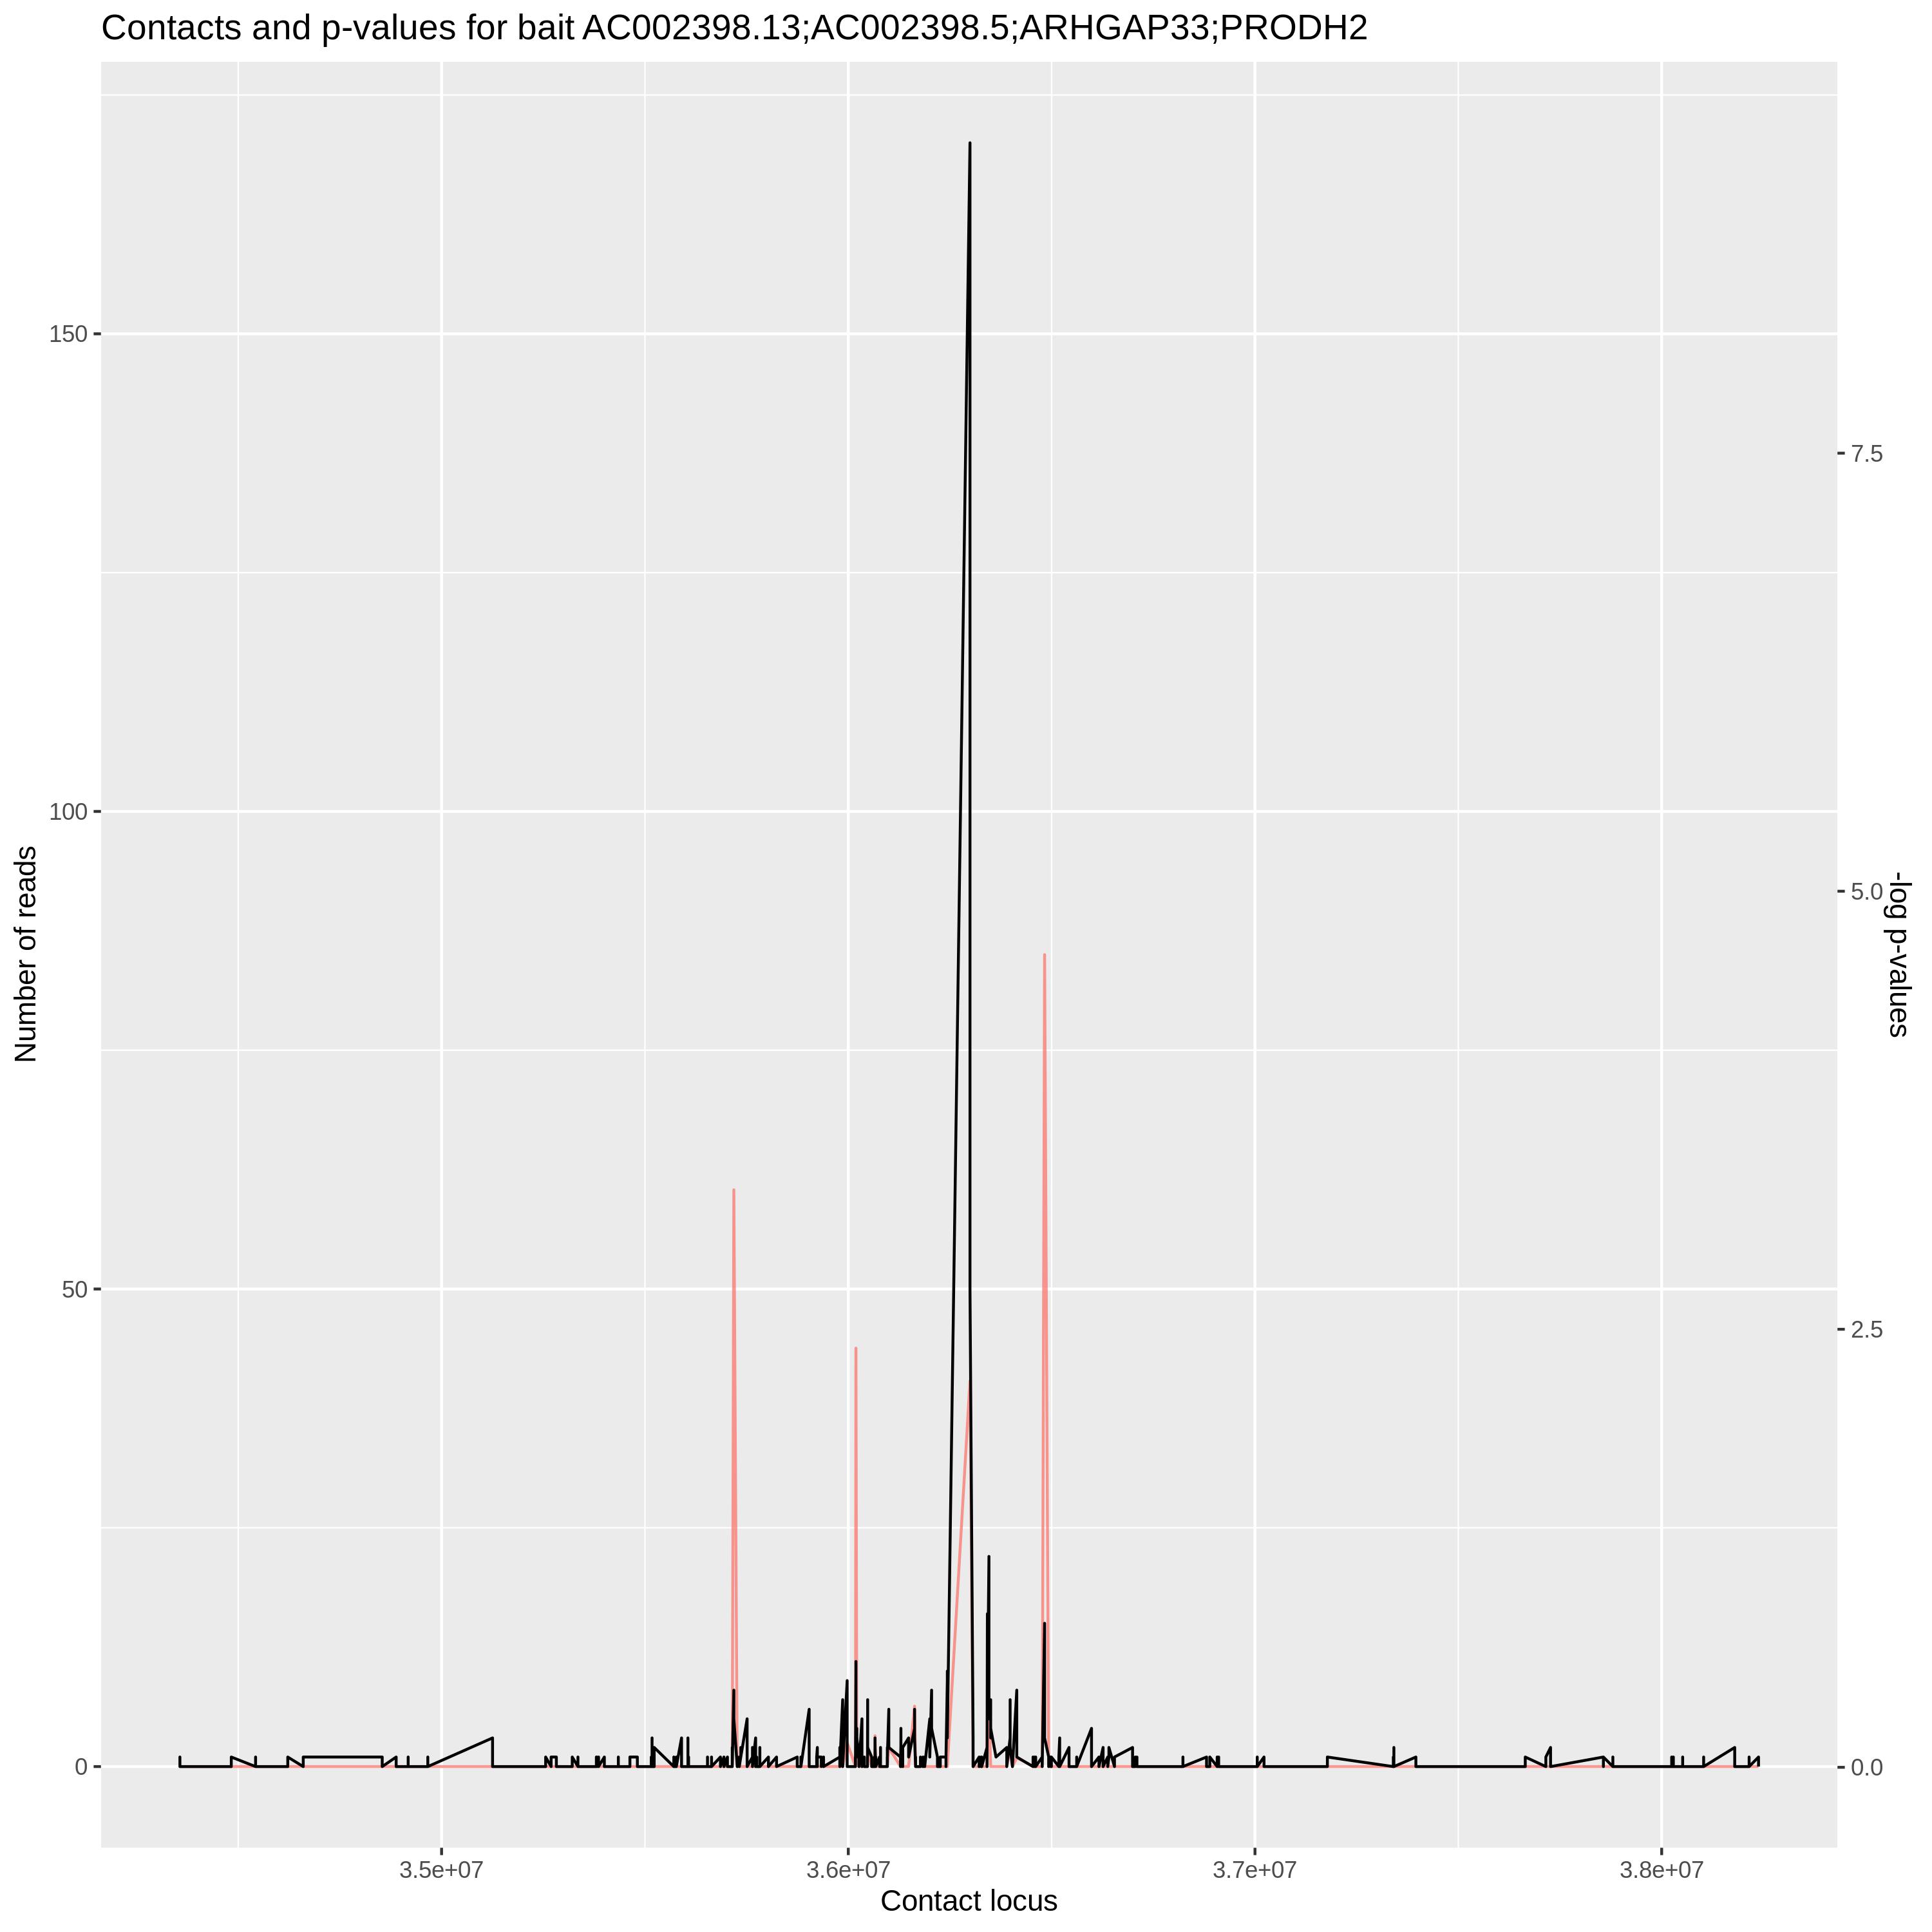 Contacts and p-values for bait AC002398.13;AC002398.5;ARHGAP33;PRODH2
150
100
50
0
Number of reads
7.5
5.0
2.5
0.0
-log p-values
3.5e+07
3.6e+07
3.7e+07
3.8e+07
Contact locus